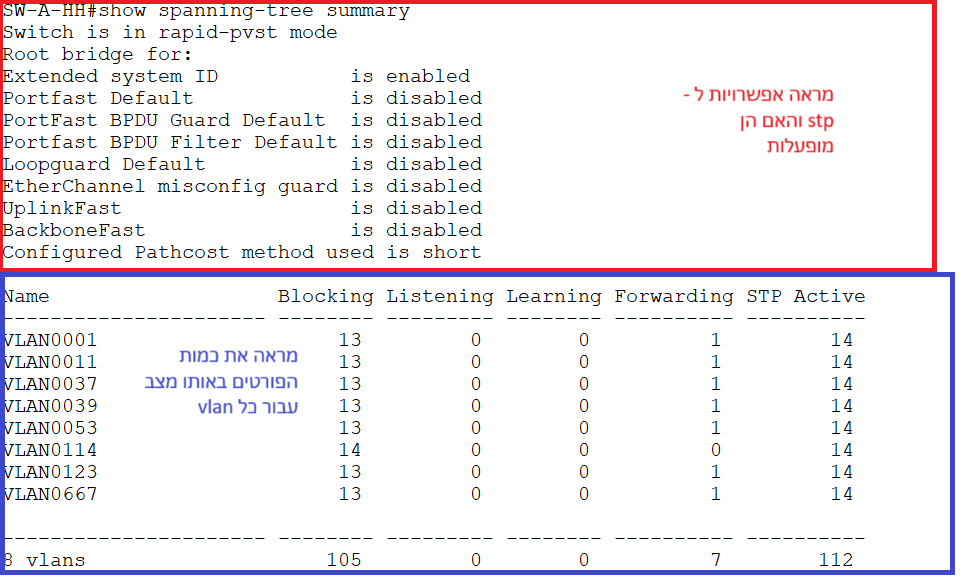 SW-A-HH#show spanning-tree summary
Switch is in rapid-pvst mode
Root bridge for:
Extended system ID is enabled
Portfast Default is disabled
PortFast BPDU Guard Default is disabled
Portfast BPDU Filter Default is disabled
Loopguard Default is disabled
EtherChannel misconfig guard is disabled
UplinkFast is disabled
BackboneFast is disabled
Configured Pathcost method used is short
מראה אפשרויות ל -
stp והאם הן
מופעלות
Name Blocking Listening Learning Forwarding STP Active
---------------------- -------- --------- -------- ---------- ----------
VLAN0001 13 0 0 1 14
VLAN0011 13 0 0 1 14
VLAN0037 13 0 0 1 14
VLAN0039 13 0 0 1 14
VLAN0053 13 0 0 1 14
VLAN0114 14 0 0 0 14
VLAN0123 13 0 0 1 14
VLAN0667 13 0 0 1 14
---------------------- -------- --------- -------- ---------- ----------
8 vlans 105 0 0 7 112
מראה את כמות
הפורטים באותו מצב
עבור כל vlan